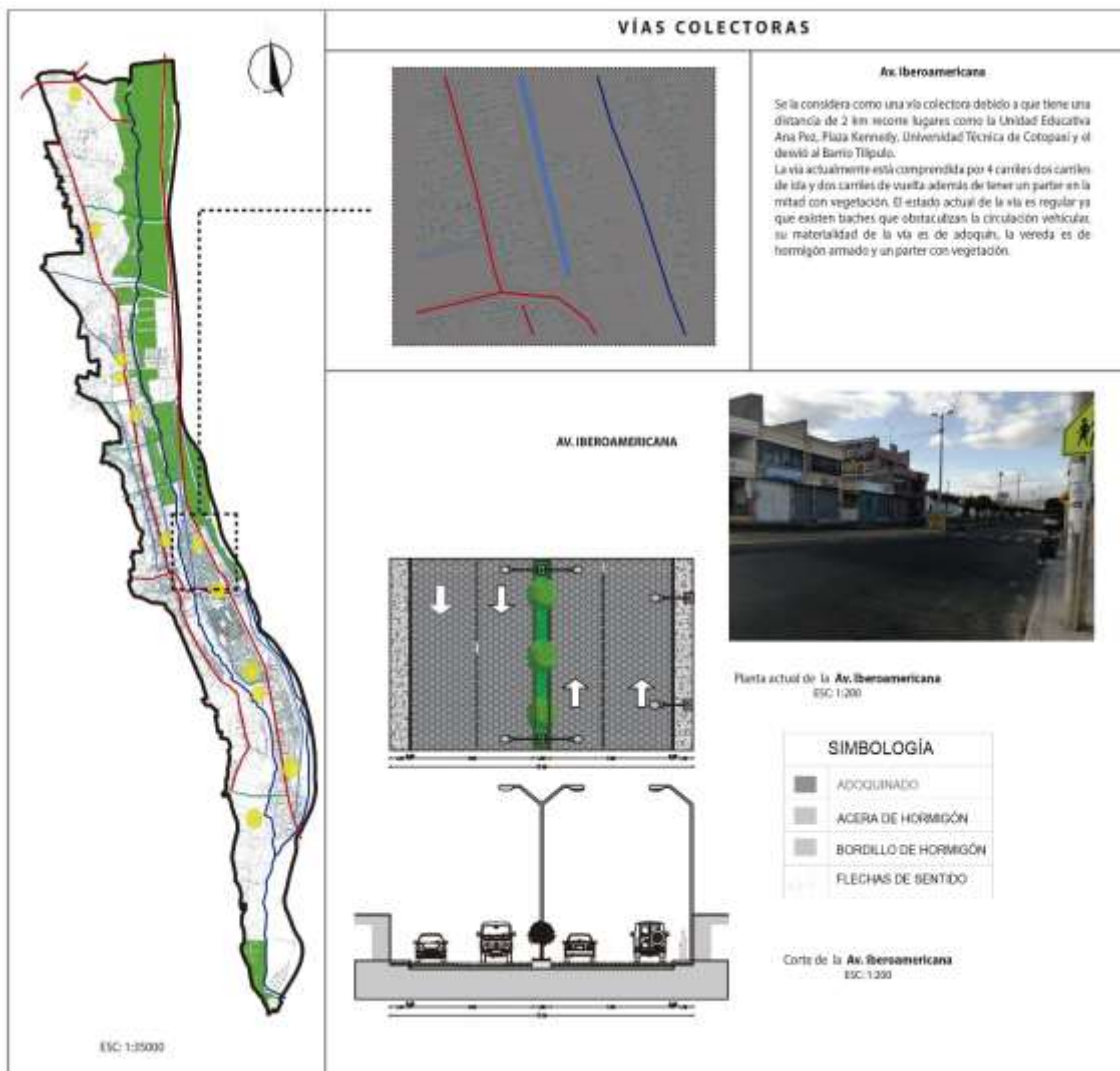 VÍAS COLECTORAS
Av. Iberoamericana
Se la considera como una vía colectora debido a que tiene una
distancia de 2 km recorre lugares como la Unidad Educativa
Ana Pez, Plaza Kennedy, Universidad Técnica de Cotopaxi y el
desvió al Barrio Tilipulo.
La vía actualmente está comprendida por 4 carriles dos carriles
de ida y dos carriles de vuelta además de tener un parter en la
mitad con vegetación. El estado actual de la vía es regular ya
que existen baches que obstaculizan la circulación vehicular,
su materialidad de la vía es de adoquín, la vereda es de
hormigón armado y un parter con vegetación.
AV. IBEROAMERICANA
Planta actual de la Av. Iberoamericana
ESC: 1:200
SIMBOLOGÍA
ADOQUINADO
ACERA DE HORMIGÓN
BORDILLO DE HORMIGÓN
FLECHAS DE SENTIDO
Corte de la Av. Iberoamericana
ESC: 1:200
ESC: 1:35000